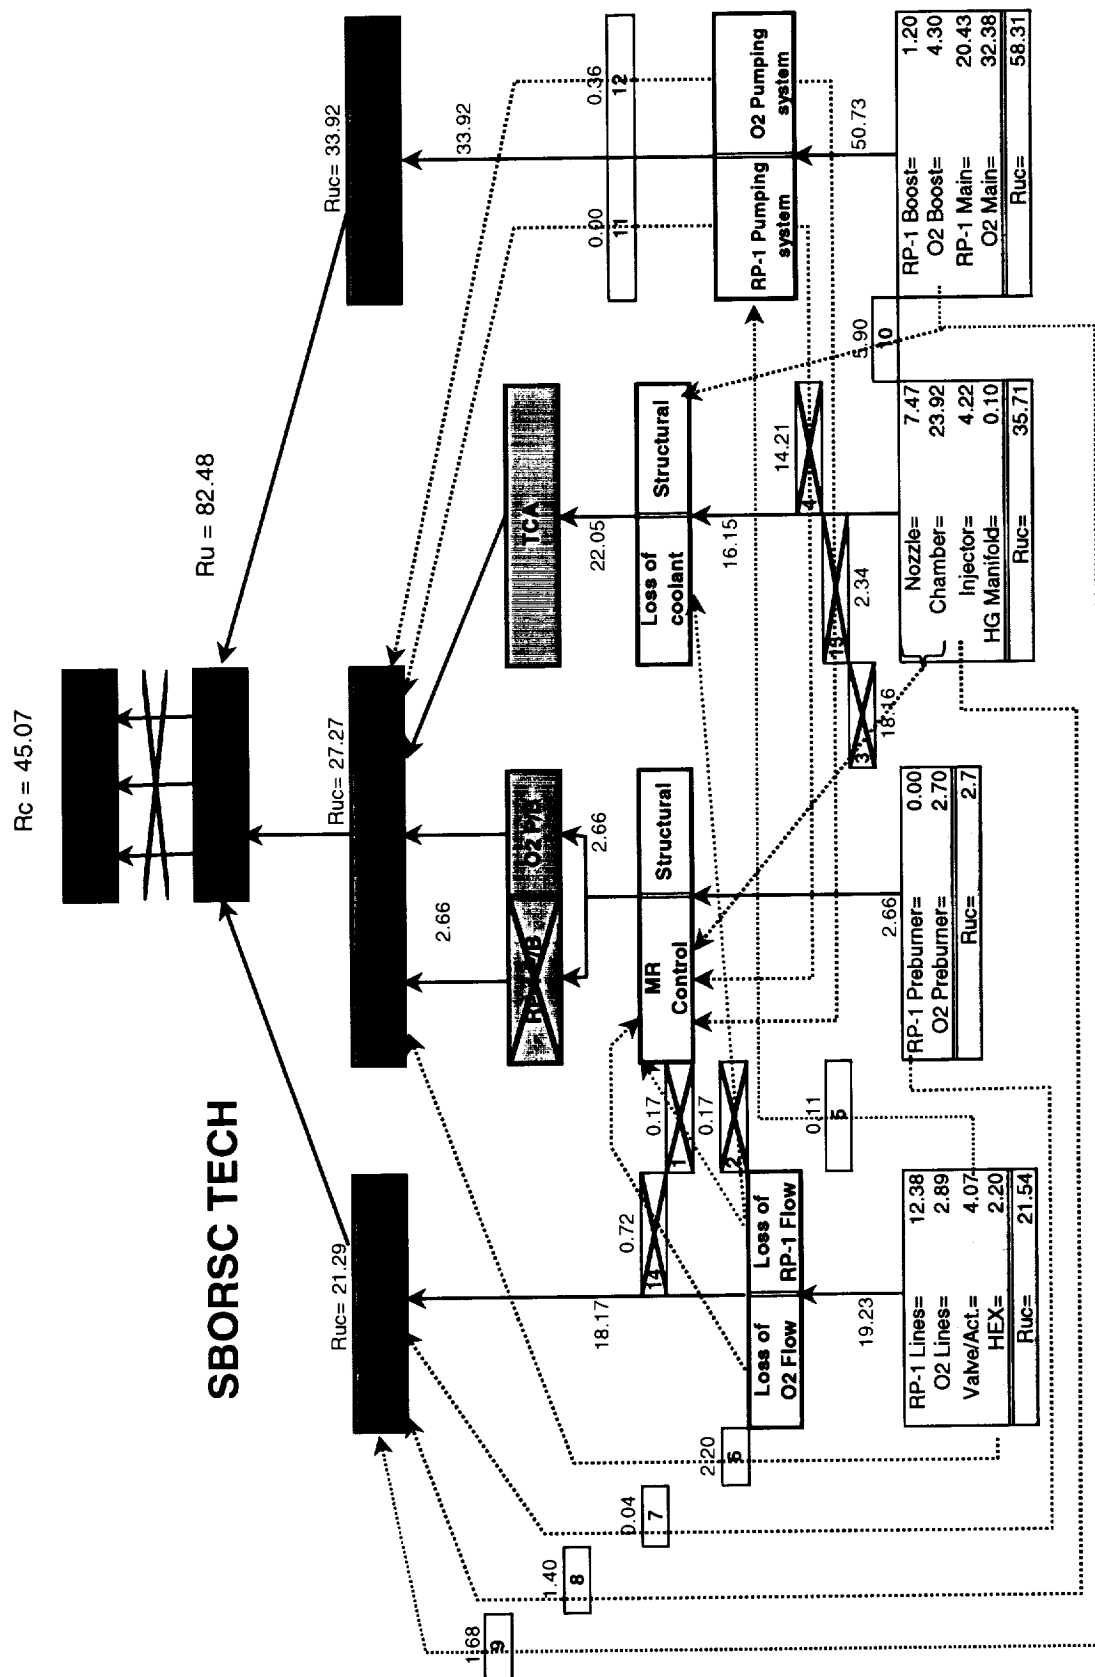 Rc = 45.07
Ru = 82.48
SBORSC TECH
Ruc= 21.29
Ruc= 27.27
Ruc= 33.92
33.92
2.66
O2 P/B
TCA
2.66
22.05
0.00
11
0.36
12
1.68
9
1.40
8
0.04
7
2.20
6
18.17
0.72
14
0.17
1
0.17
2
0.11
5
MR
Control
Structural
Loss of
coolant
Structural
RP-1 Pumping
system
O2 Pumping
system
Loss of
O2 Flow
Loss of
RP-1 Flow
16.15
14.21
4
13
2.34
3
18.16
5.90
10
50.73
19.23
2.66
RP-1 Lines= 12.38
O2 Lines= 2.89
Valve/Act.= 4.07
HEX= 2.20
Ruc= 21.54
RP-1 Preburner= 0.00
O2 Preburner= 2.70
Ruc= 2.7
Nozzle= 7.47
Chamber= 23.92
Injector= 4.22
HG Manifold= 0.10
Ruc= 35.71
RP-1 Boost= 1.20
O2 Boost= 4.30
RP-1 Main= 20.43
O2 Main= 32.38
Ruc= 58.31